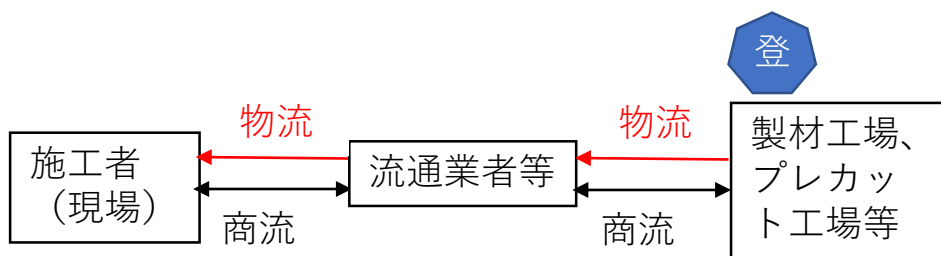 登
物流
物流
施工者
（現場）
流通業者等
製材工場、
プレカッ
ト工場等
商流
商流